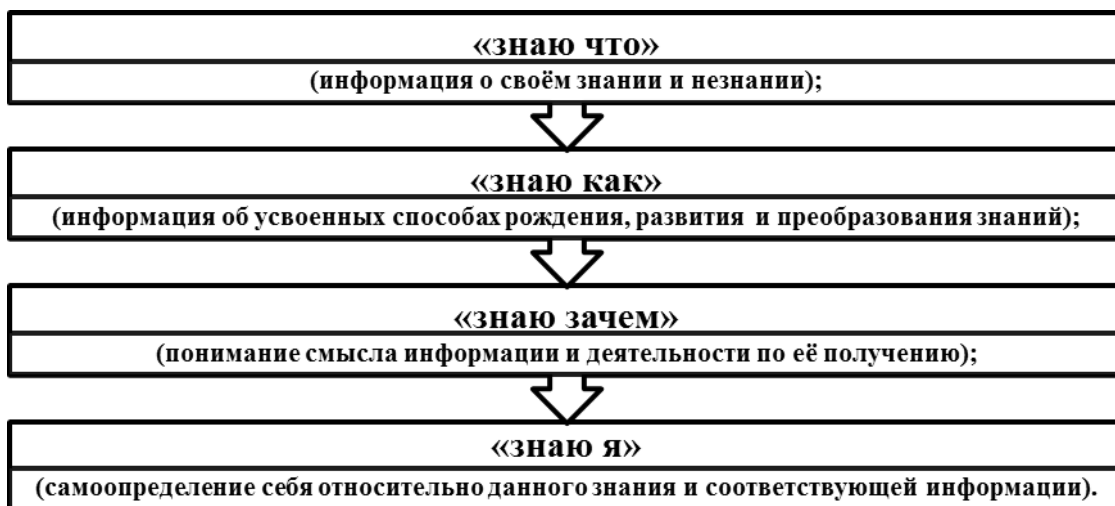 «знаю что»
(информация о своём знании и незнании);
«знаю как»
(информация об усвоенных способах рождения, развития и преобразования знаний);
«знаю зачем»
(понимание смысла информации и деятельности по её получению);
«знаю я»
(самоопределение себя относительно данного знания и соответствующей информации).